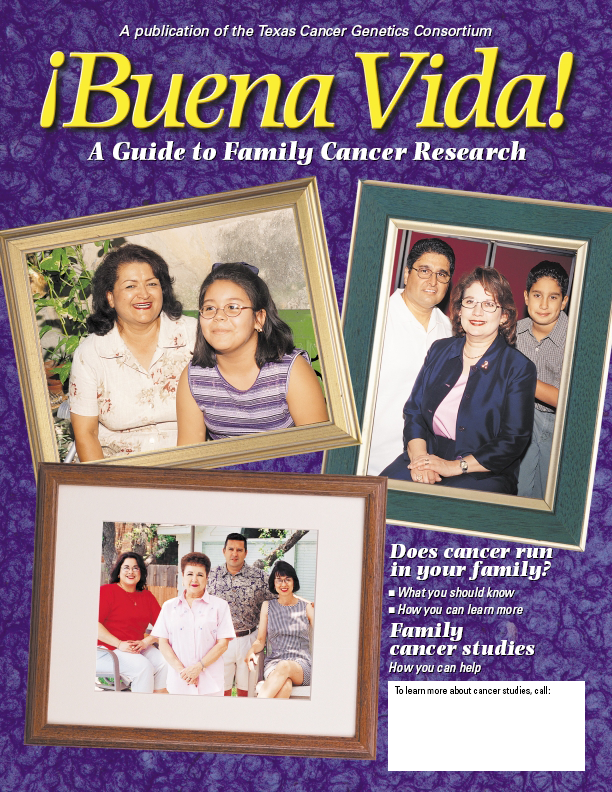 A publication of the Texas Cancer Genetics Consortium
¡Buena Vida!
A Guide to Family Cancer Research
Does cancer run
in your family?
■ What you should know
■ How you can learn more
Family
cancer studies
How you can help
To learn more about cancer studies, call: